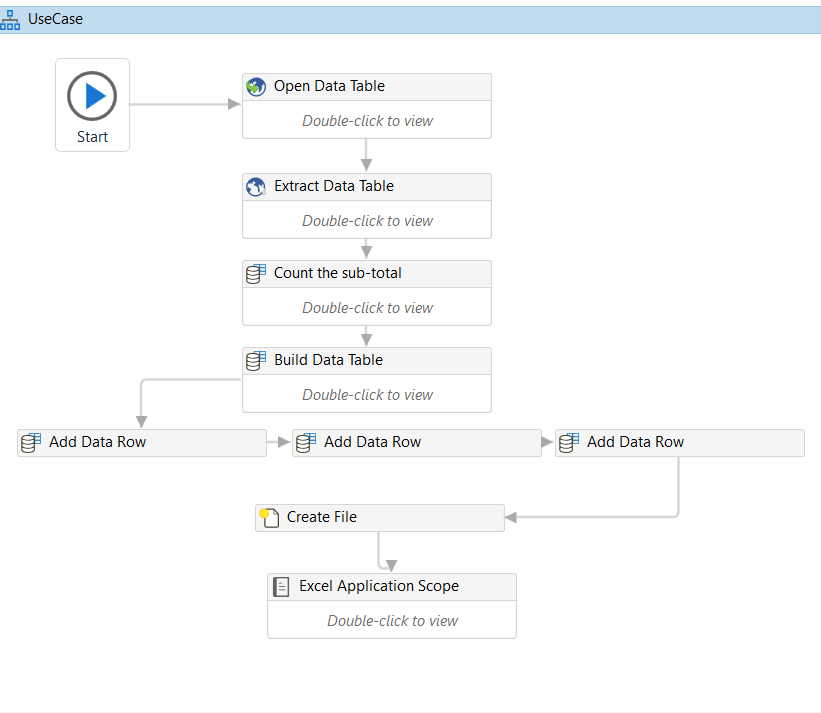 UseCase
Start
Open Data Table
Double-click to view
Extract Data Table
Double-click to view
Count the sub-total
Double-click to view
Build Data Table
Double-click to view
Add Data Row
Add Data Row
Add Data Row
Create File
Excel Application Scope
Double-click to view